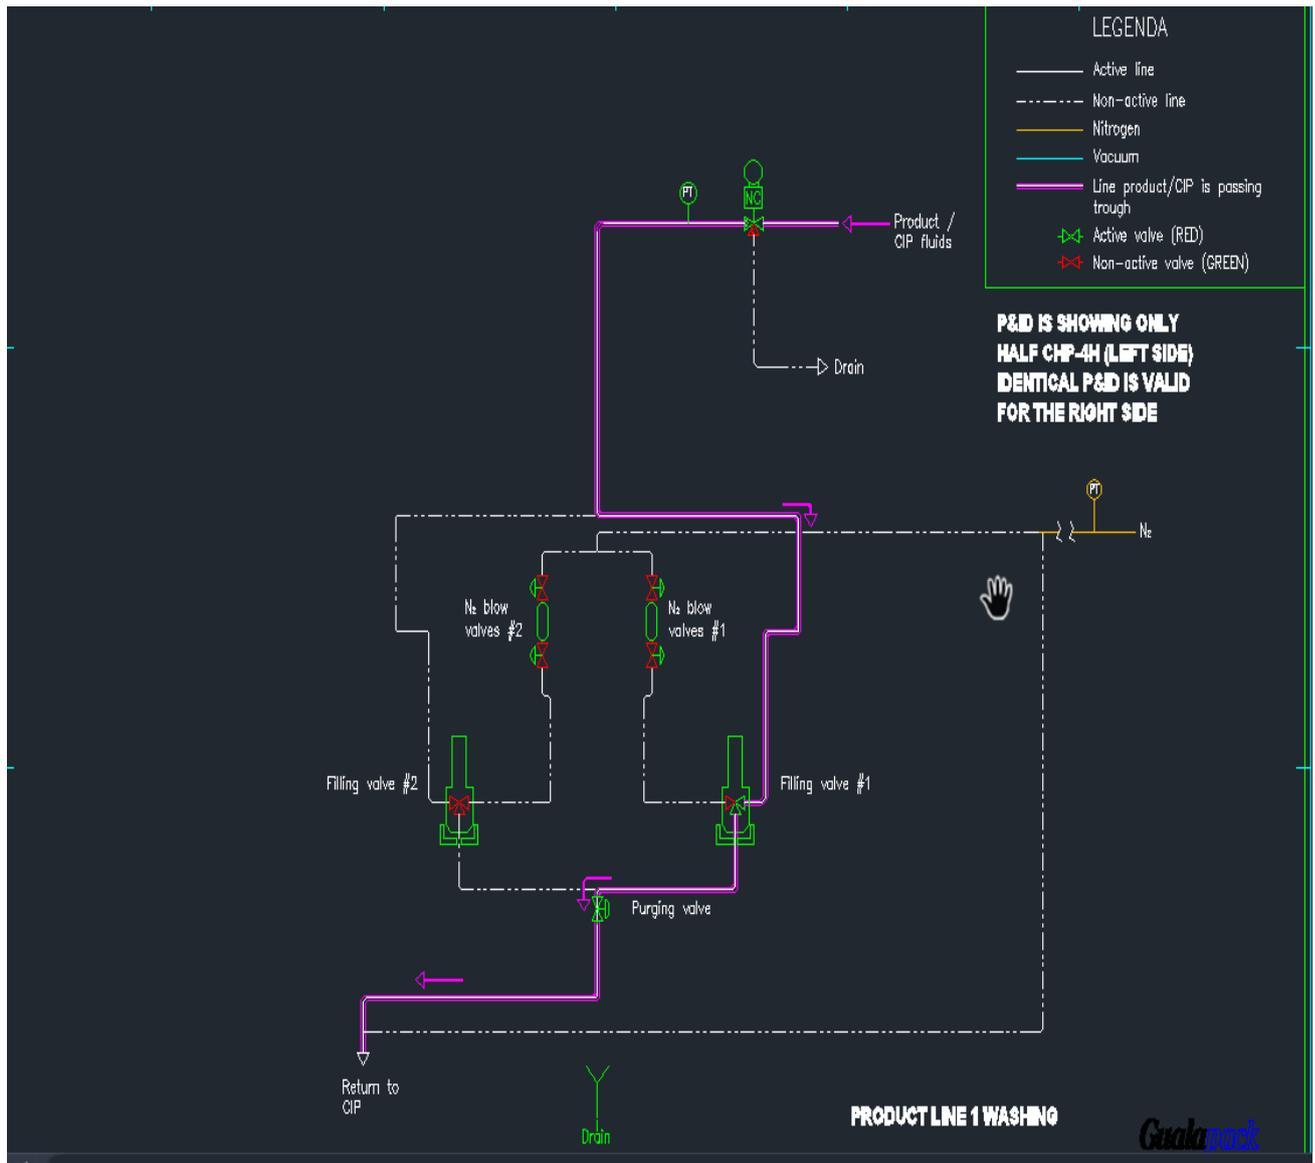 LEGENDA
Active line
Non-active line
Nitrogen
Vacuum
Line product/CIP is passing
trough
Active valve (RED)
Non-active valve (GREEN)
P&ID IS SHOWING ONLY
HALF CHP-4H (LEFT SIDE)
IDENTICAL P&ID IS VALID
FOR THE RIGHT SIDE
PT
NC
Product /
CIP fluids
Drain
PT
N₂
N₂ blow
valves #2
N₂ blow
valves #1
Filling valve #2
Filling valve #1
Purging valve
Return to
CIP
Drain
PRODUCT LINE 1 WASHING
Gualapack